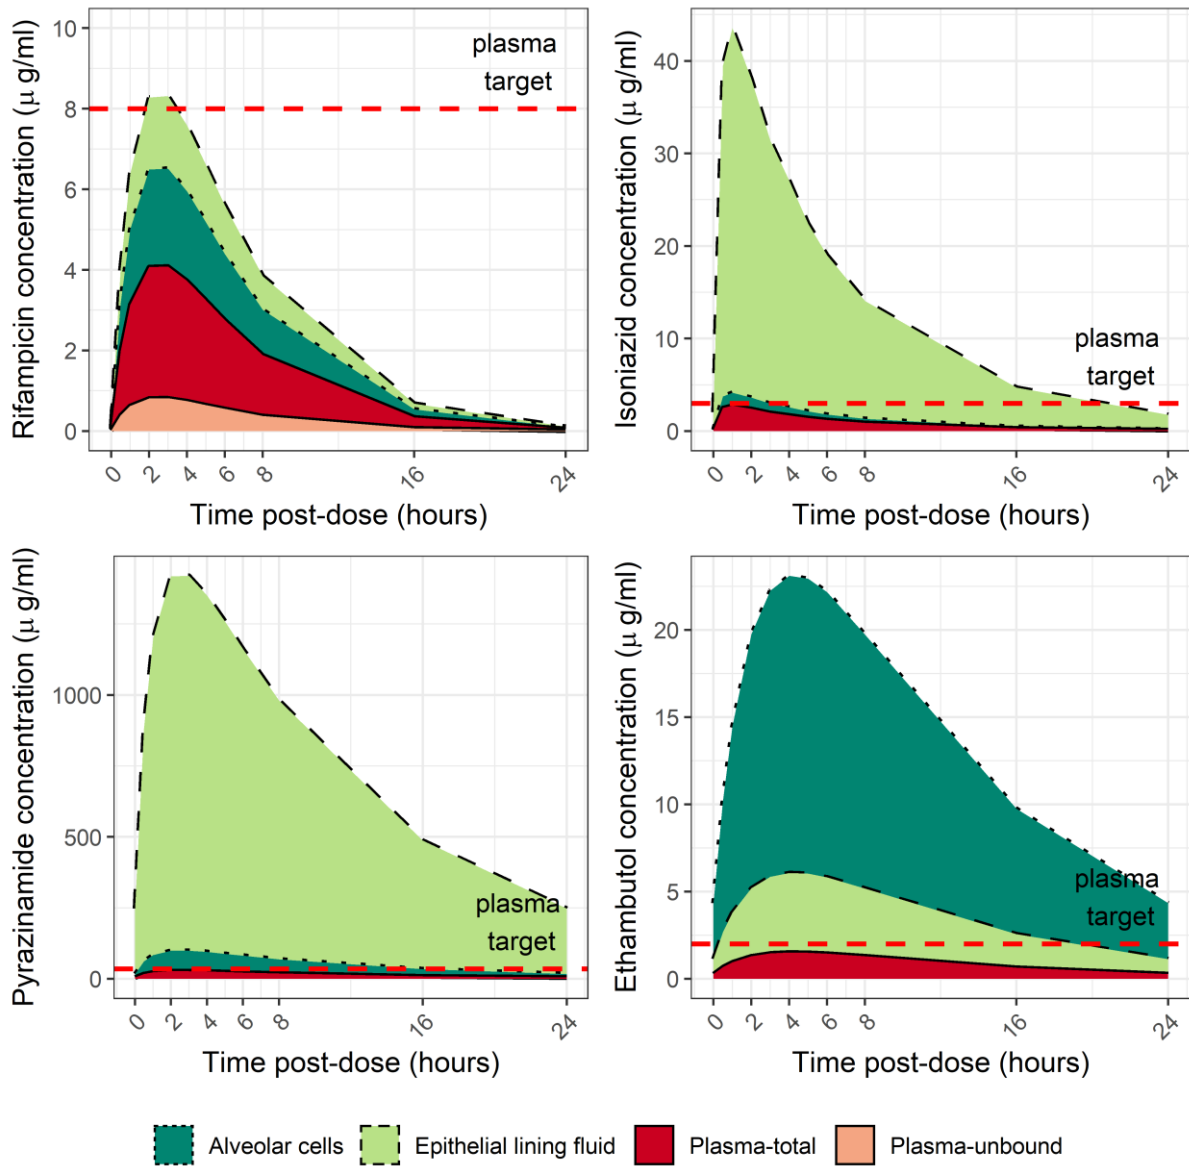 Rifampicin concentration (μ g/ml)
10
8
6
4
2
0
plasma
target
0 2 4 6 8 16 24
Time post-dose (hours)
Isoniazid concentration (μ g/ml)
40
30
20
10
0
plasma
target
0 2 4 6 8 16 24
Time post-dose (hours)
Pyrazinamide concentration (μ g/ml)
1000
500
0
plasma
target
0 2 4 6 8 16 24
Time post-dose (hours)
Ethambutol concentration (μ g/ml)
20
15
10
5
0
plasma
target
0 2 4 6 8 16 24
Time post-dose (hours)
Alveolar cells Epithelial lining fluid Plasma-total Plasma-unbound